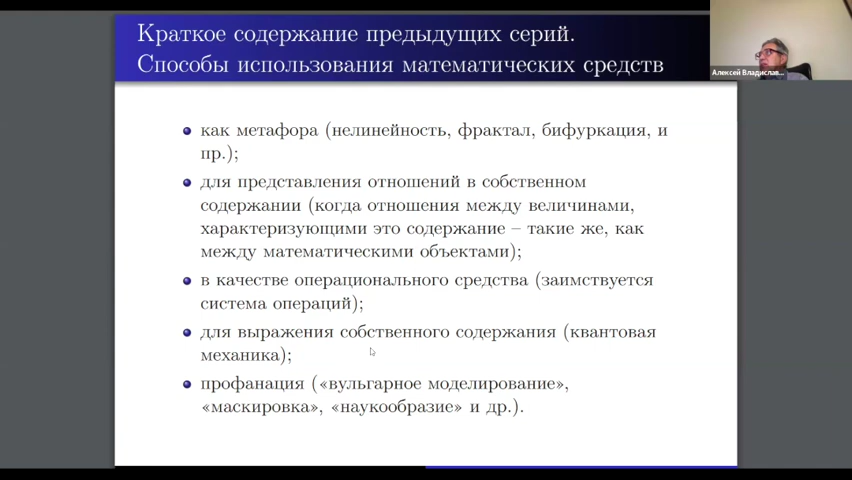 Краткое содержание предыдущих серий.
Способы использования математических средств
Алексей Владислав...
как метафора (нелинейность, фрактал, бифуркация, и
пр.);
для представления отношений в собственном
содержании (когда отношения между величинами,
характеризующими это содержание – такие же, как
между математическими объектами);
в качестве операционального средства (заимствуется
система операций);
для выражения собственного содержания (квантовая
механика);
профанация («вульгарное моделирование»,
«маскировка», «наукообразие» и др.).